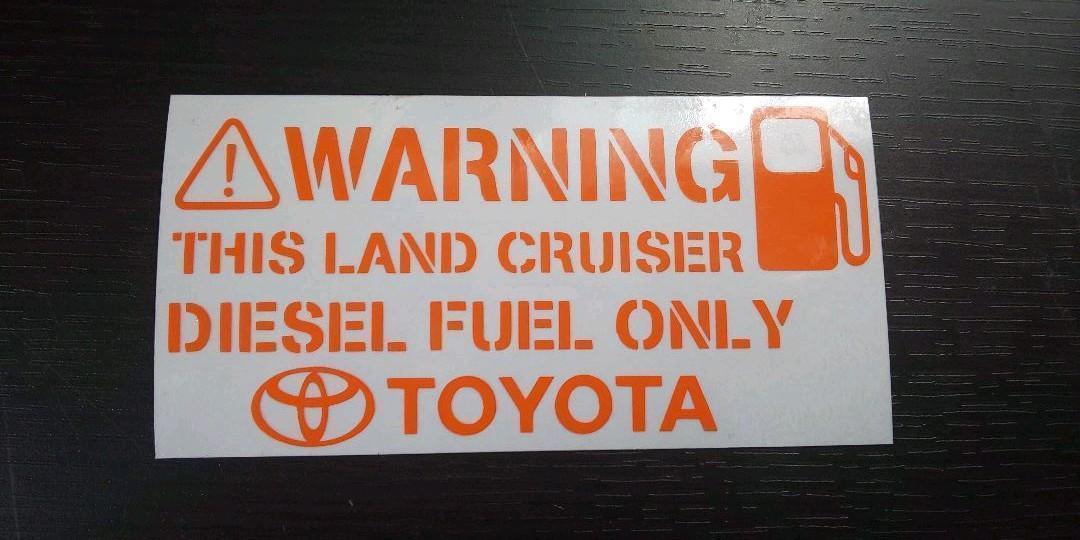 WARNING
THIS LAND CRUISER
DIESEL FUEL ONLY
TOYOTA